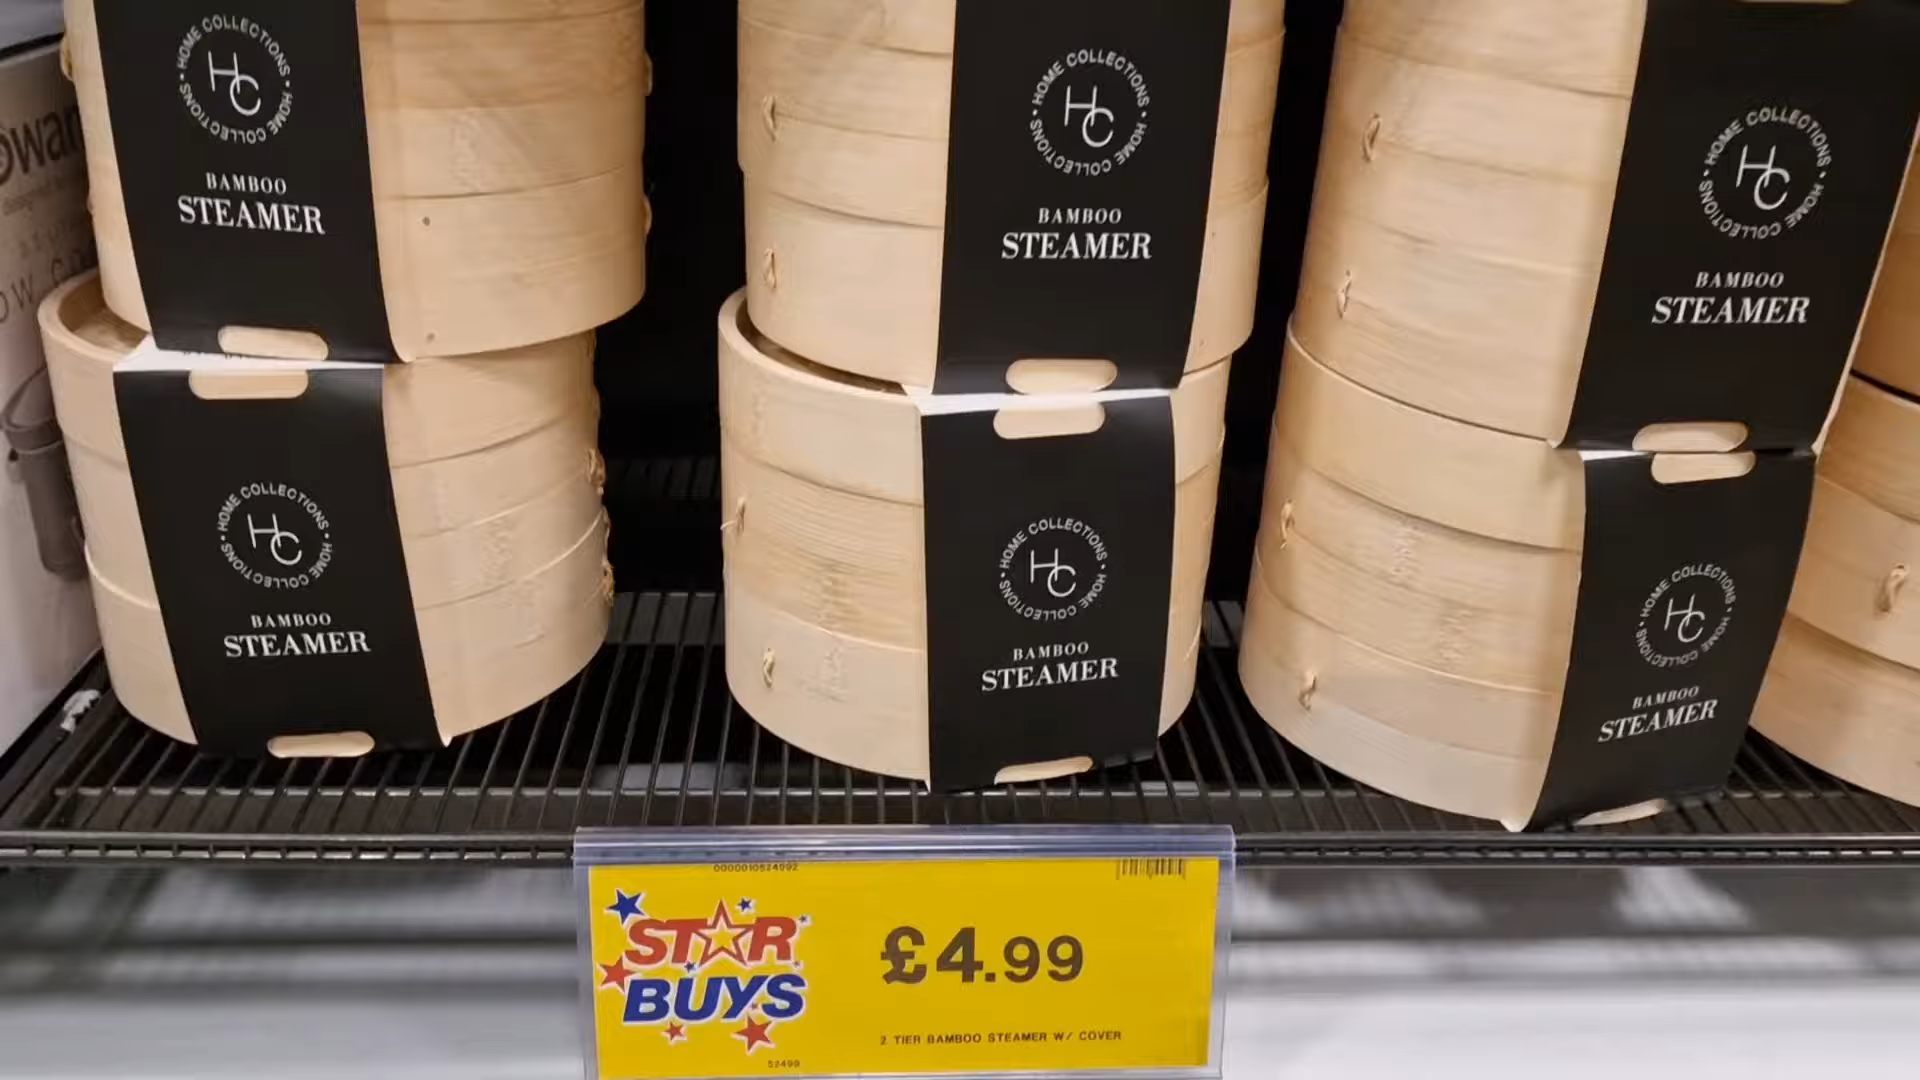 HOME COLLECTIONS • HOME COLLECTIONS •
HC
BAMBOO
STEAMER
HOME COLLECTIONS • HOME COLLECTIONS •
HC
BAMBOO
STEAMER
HOME COLLECTIONS • HOME COLLECTIONS •
HC
BAMBOO
STEAMER
HOME COLLECTIONS • HOME COLLECTIONS •
HC
BAMBOO
STEAMER
HOME COLLECTIONS • HOME COLLECTIONS •
HC
BAMBOO
STEAMER
HOME COLLECTIONS • HOME COLLECTIONS •
HC
BAMBOO
STEAMER
0000010524992
STAR
BUYS
£4.99
2 TIER BAMBOO STEAMER W/ COVER
52499